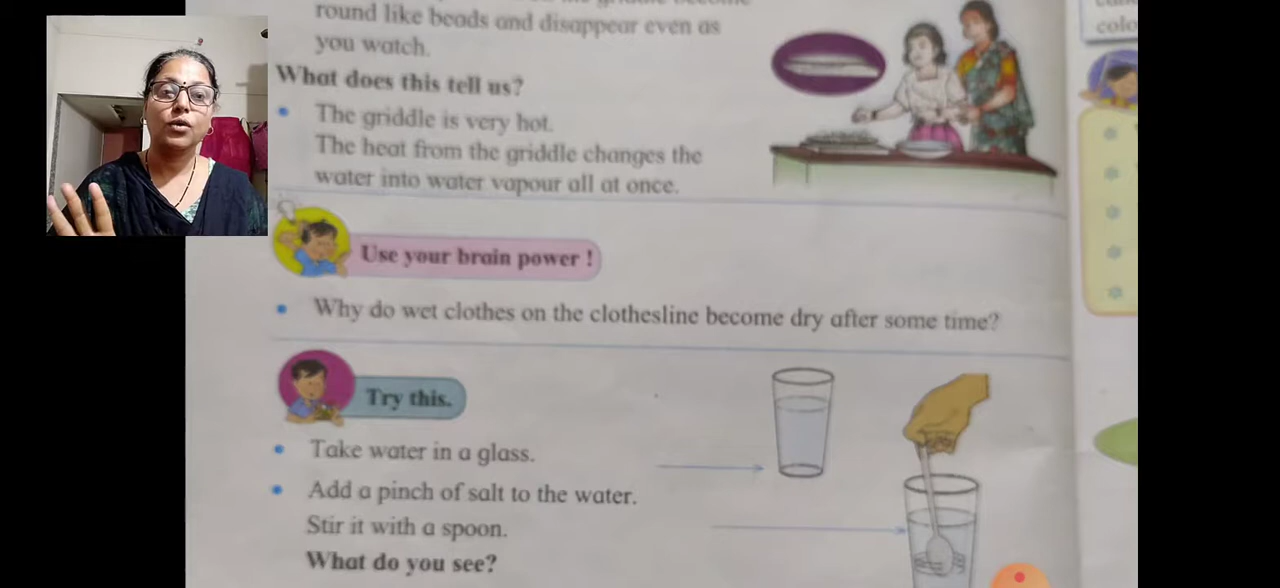 round like beads and disappear even as
you watch.
What does this tell us?
• The griddle is very hot.
The heat from the griddle changes the
water into water vapour all at once.
Use your brain power !
• Why do wet clothes on the clothesline become dry after some time?
Try this.
• Take water in a glass.
• Add a pinch of salt to the water.
Stir it with a spoon.
What do you see?